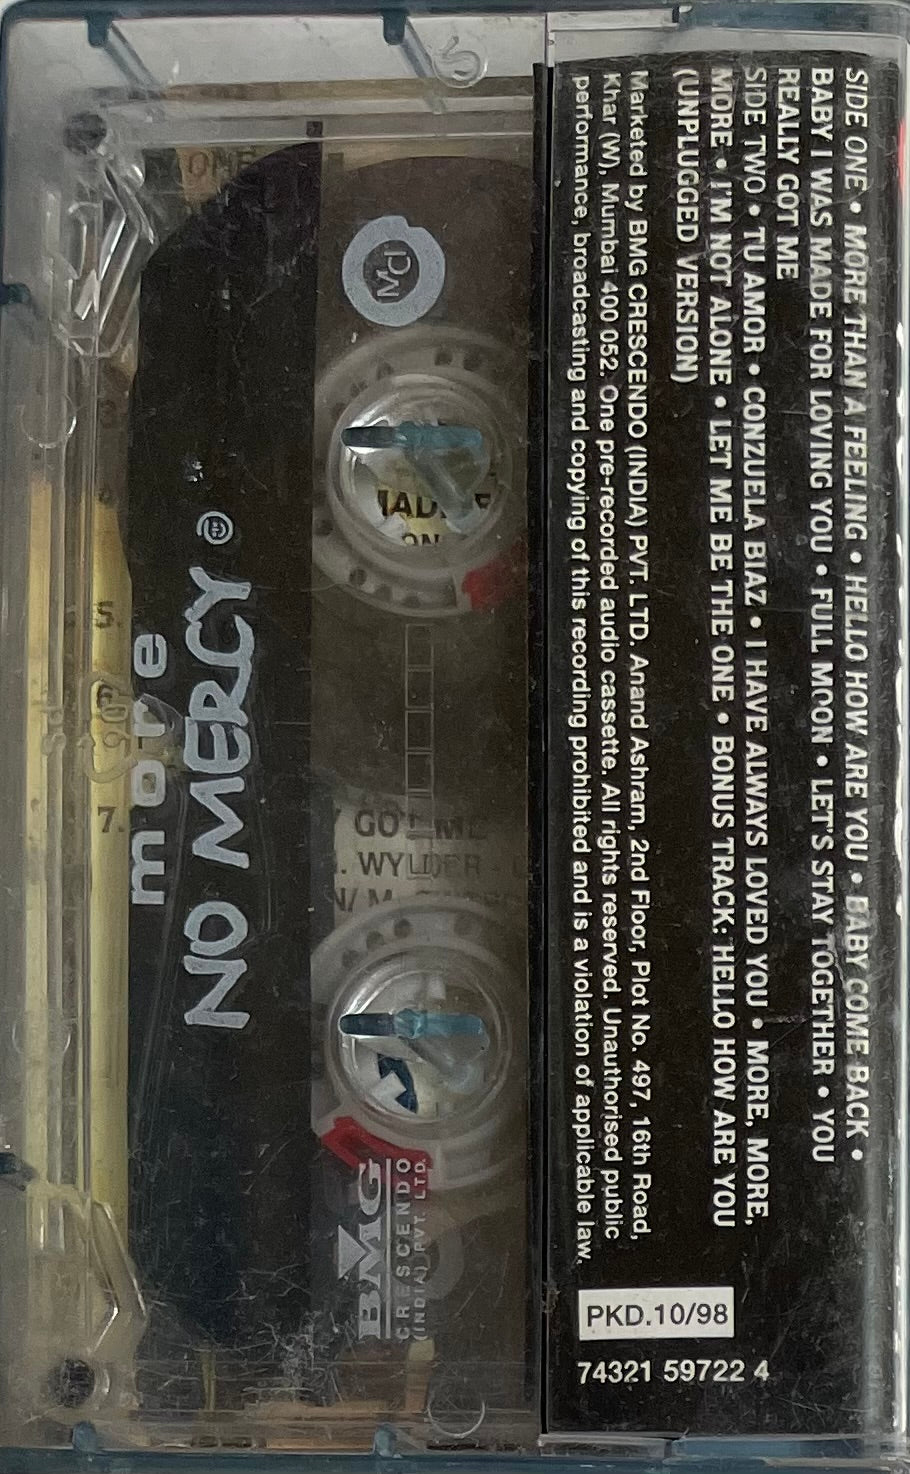 SIDE ONE • MORE THAN A FEELING • HELLO HOW ARE YOU • BABY COME BACK •
BABY I WAS MADE FOR LOVING YOU • FULL MOON • LET'S STAY TOGETHER • YOU
REALLY GOT ME
SIDE TWO • TU AMOR • CONZUELA BIAZ • I HAVE ALWAYS LOVED YOU • MORE, MORE,
MORE • I'M NOT ALONE • LET ME BE THE ONE • BONUS TRACK: HELLO HOW ARE YOU
(UNPLUGGED VERSION)
Marketed by BMG CRESCENDO (INDIA) PVT. LTD. Anand Ashram, 2nd Floor, Plot No. 497, 16th Road,
Khar (W), Mumbai 400 052. One pre-recorded audio cassette. All rights reserved. Unauthorised public
performance, broadcasting and copying of this recording prohibited and is a violation of applicable law.
PKD.10/98
74321 59722 4
more
NO MERCY
BMG
CRESCENDO
(INDIA) PVT. LTD.
ONE
5.
6.
7.
GOT ME
WYLDER